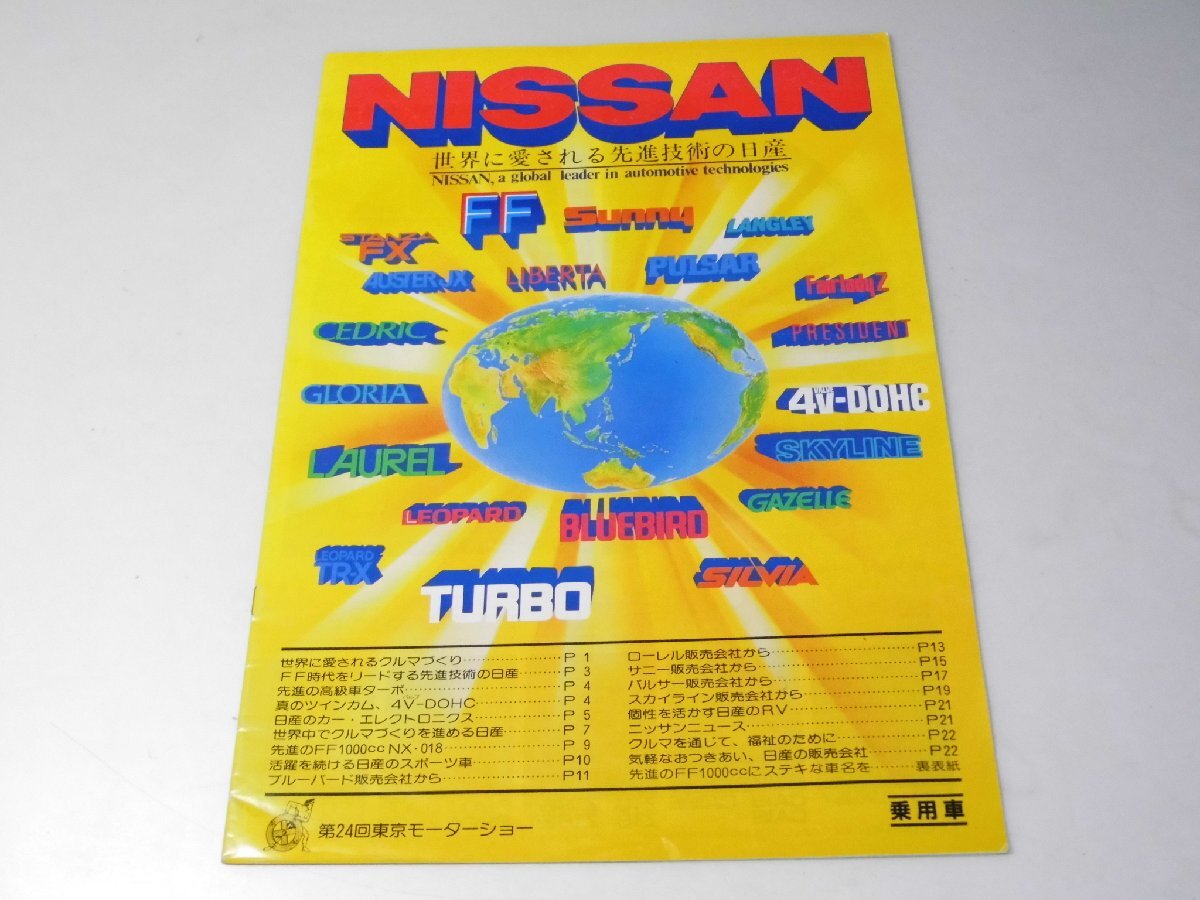 NISSAN
世界に愛される先進技術の日産
NISSAN, a global leader in automotive technologies
FF
Sunny
LANGLEY
STANZA FX
AUSTER JX
LIBERTA
PULSAR
Fairlady Z
CEDRIC
PRESIDENT
GLORIA
4VALVE-DOHC
LAUREL
SKYLINE
LEOPARD
BLUEBIRD
GAZELLE
LEOPARD
TR-X
TURBO
SILVIA
世界に愛されるクルマづくり……P 1
FF時代をリードする先進技術の日産……P 3
先進の高級車ターボ……P 4
真のツインカム、4V-DOHC……P 4
日産のカー・エレクトロニクス……P 5
世界中でクルマづくりを進める日産……P 7
先進のFF1000cc NX・018……P 9
活躍を続ける日産のスポーツ車……P10
ブルーバード販売会社から……P11
ローレル販売会社から……P13
サニー販売会社から……P15
パルサー販売会社から……P17
スカイライン販売会社から……P19
個性を活かす日産のRV……P21
ニッサンニュース……P21
クルマを通じて、福祉のために……P22
気軽なおつきあい、日産の販売会社……P22
先進のFF1000ccにステキな車名を……裏表紙
第24回東京モーターショー
乗用車